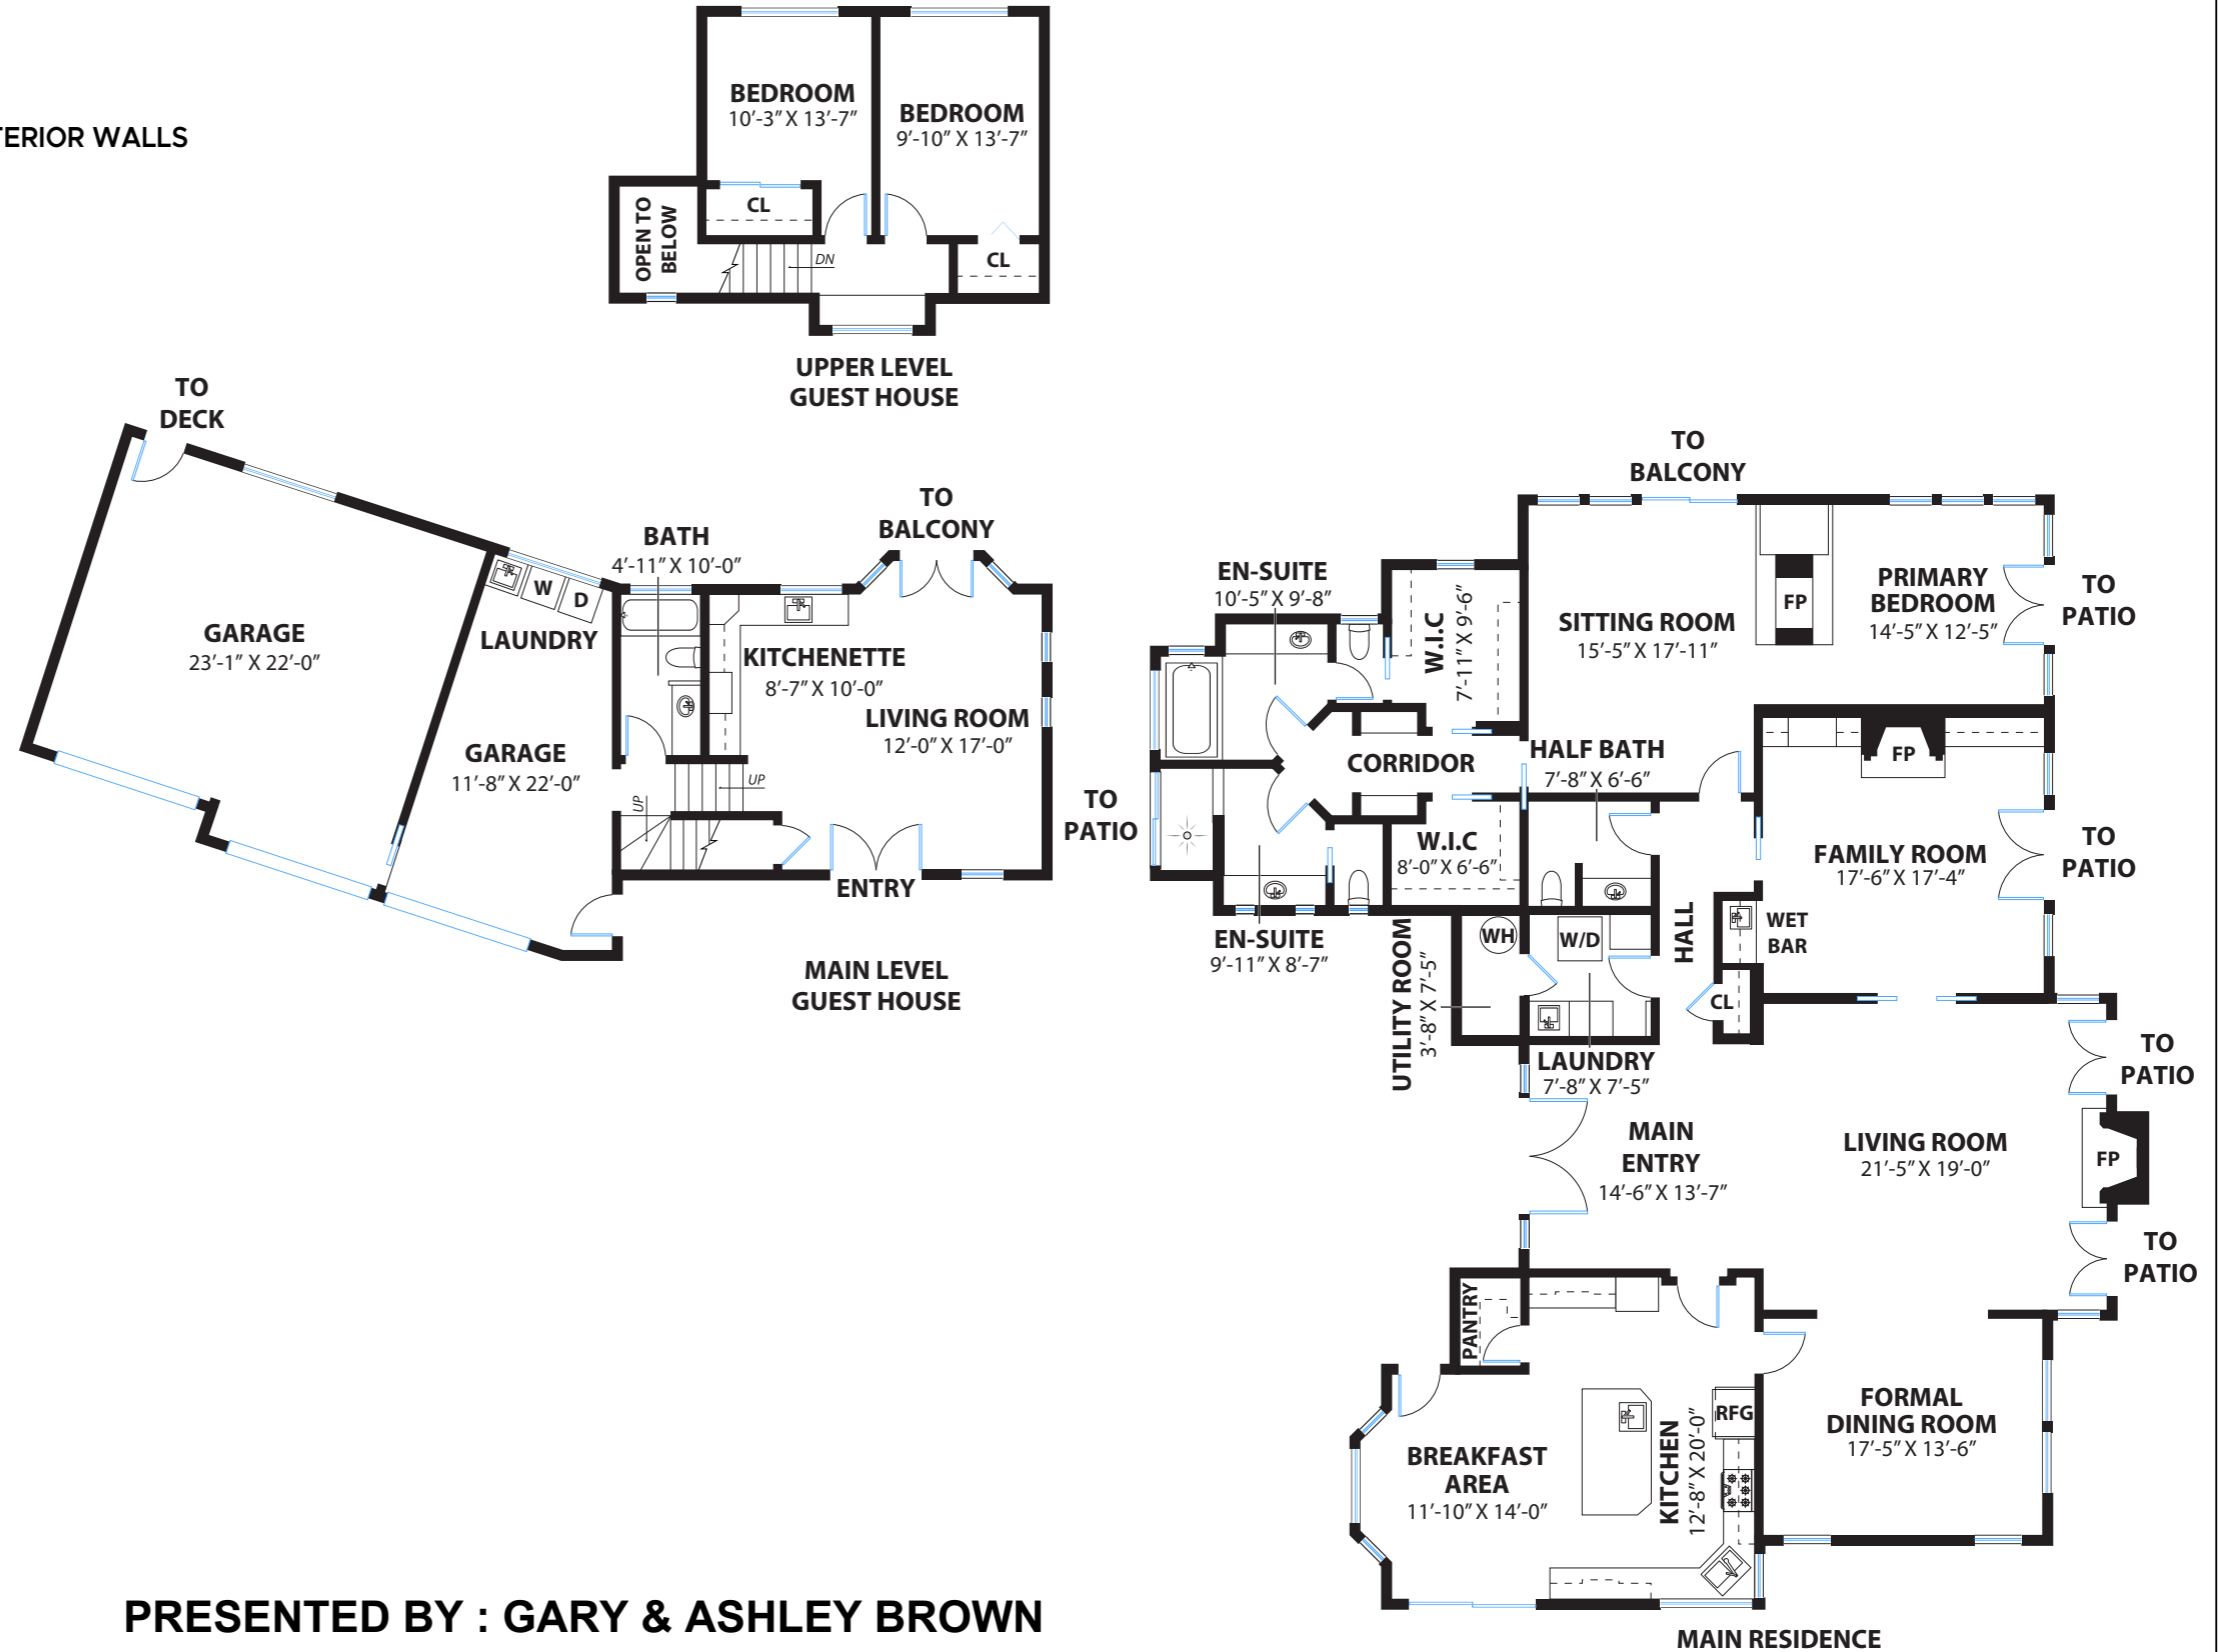 TERIOR WALLS
BEDROOM
10'-3" X 13'-7"
BEDROOM
9'-10" X 13'-7"
CL
OPEN TO
BELOW
DN
CL
UPPER LEVEL
GUEST HOUSE
TO
DECK
GARAGE
23'-1" X 22'-0"
W
D
LAUNDRY
GARAGE
11'-8" X 22'-0"
BATH
4'-11" X 10'-0"
TO
BALCONY
KITCHENETTE
8'-7" X 10'-0"
LIVING ROOM
12'-0" X 17'-0"
UP
UP
ENTRY
MAIN LEVEL
GUEST HOUSE
TO
BALCONY
EN-SUITE
10'-5" X 9'-8"
W.I.C
7'-11" X 9'-6"
SITTING ROOM
15'-5" X 17'-11"
FP
PRIMARY
BEDROOM
14'-5" X 12'-5"
TO
PATIO
CORRIDOR
HALF BATH
7'-8" X 6'-6"
FP
TO
PATIO
W.I.C
8'-0" X 6'-6"
FAMILY ROOM
17'-6" X 17'-4"
TO
PATIO
EN-SUITE
9'-11" X 8'-7"
UTILITY ROOM
3'-8" X 7'-5"
WH
W/D
HALL
WET
BAR
CL
LAUNDRY
7'-8" X 7'-5"
TO
PATIO
MAIN
ENTRY
14'-6" X 13'-7"
LIVING ROOM
21'-5" X 19'-0"
FP
TO
PATIO
PANTRY
BREAKFAST
AREA
11'-10" X 14'-0"
KITCHEN
12'-8" X 20'-0"
RFG
FORMAL
DINING ROOM
17'-5" X 13'-6"
PRESENTED BY : GARY & ASHLEY BROWN
MAIN RESIDENCE